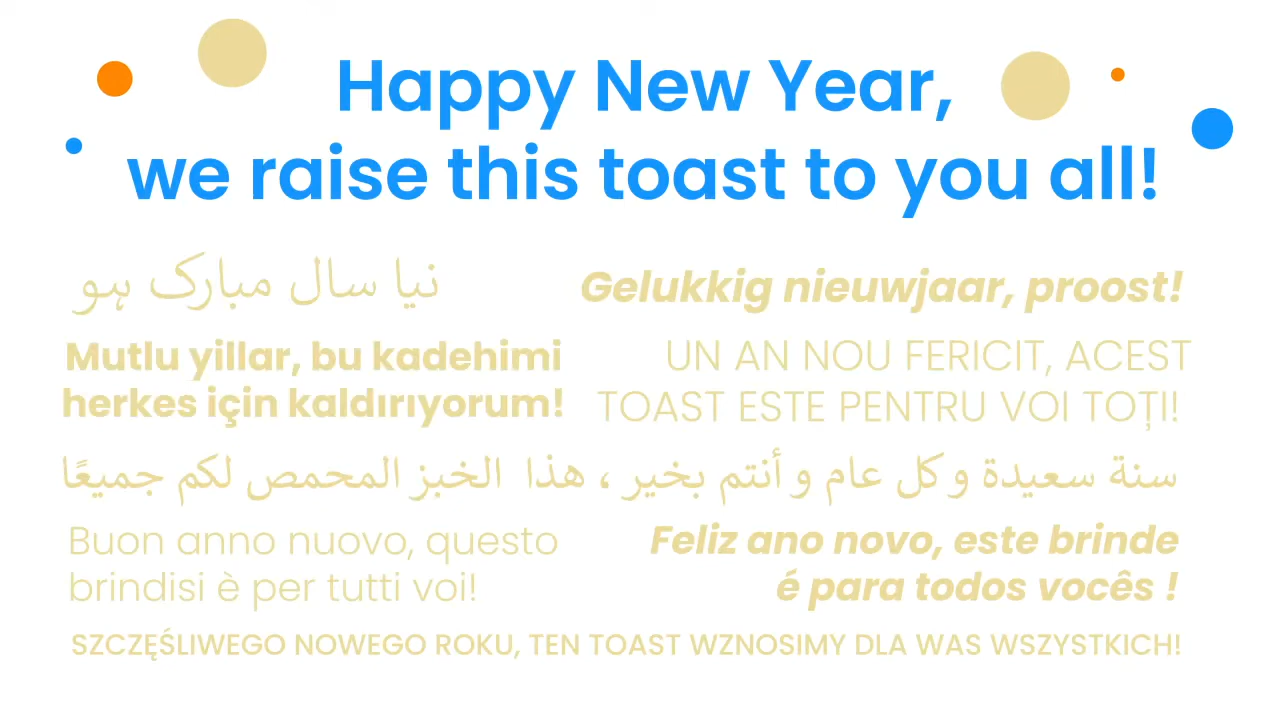 Happy New Year,
we raise this toast to you all!
نیا سال مبارک ہو
Gelukkig nieuwjaar, proost!
Mutlu yillar, bu kadehimi
herkes için kaldırıyorum!
UN AN NOU FERICIT, ACEST
TOAST ESTE PENTRU VOI TOȚI!
سنة سعيدة و كل عام و أنتم بخير ، هذا الخبز المحمص لكم جميعًا
Buon anno nuovo, questo
brindisi è per tutti voi!
Feliz ano novo, este brinde
é para todos vocês !
SZCZĘŚLIWEGO NOWEGO ROKU, TEN TOAST WZNOSIMY DLA WAS WSZYSTKICH!